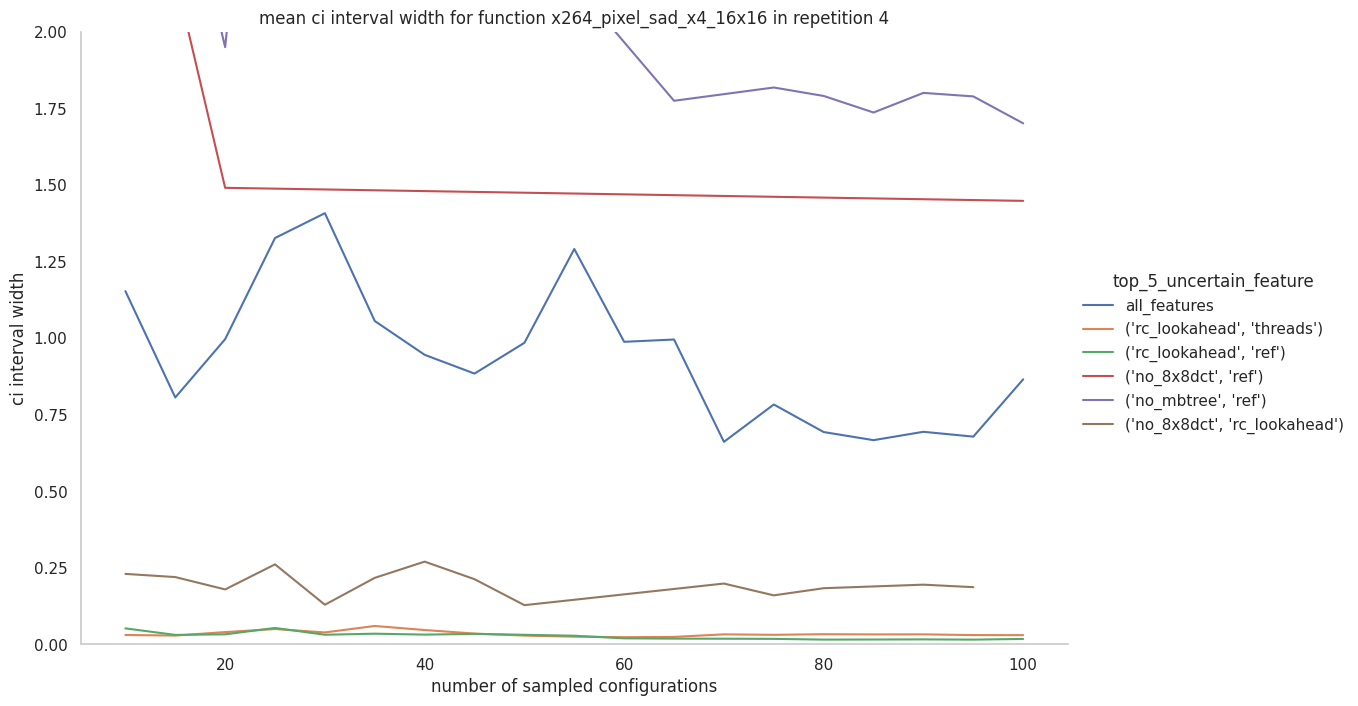 mean ci interval width for function x264_pixel_sad_x4_16x16 in repetition 4
2.00
1.75
1.50
1.25
1.00
0.75
0.50
0.25
0.00
ci interval width
20
40
60
80
100
number of sampled configurations
top_5_uncertain_feature
all_features
('rc_lookahead', 'threads')
('rc_lookahead', 'ref')
('no_8x8dct', 'ref')
('no_mbtree', 'ref')
('no_8x8dct', 'rc_lookahead')